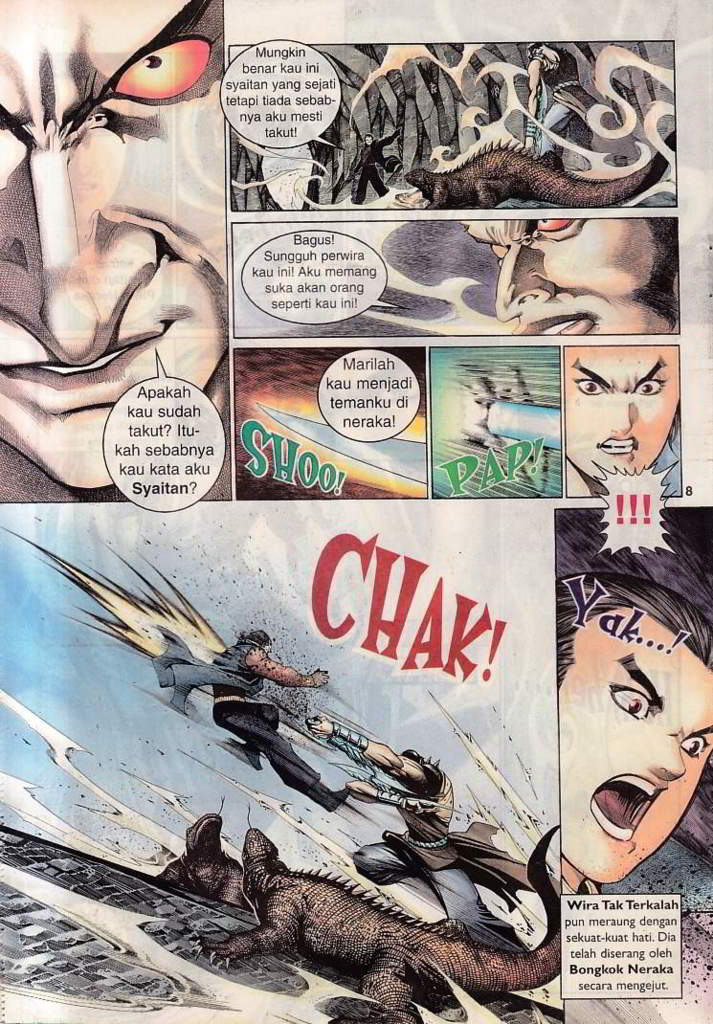 Apakah
kau sudah
takut? Itu-
kah sebabnya
kau kata aku
Syaitan?
Mungkin
benar kau ini
syaitan yang sejati
tetapi tiada sebab-
nya aku mesti
takut!
Bagus!
Sungguh perwira
kau ini! Aku memang
suka akan orang
seperti kau ini!
Marilah
kau menjadi
temanku di
neraka!
SHOO!
PAP!
!!!
8
CHAK!
Yak....!
Wira Tak Terkalah
pun meraung dengan
sekuat-kuat hati. Dia
telah diserang oleh
Bongkok Neraka
secara mengejut.